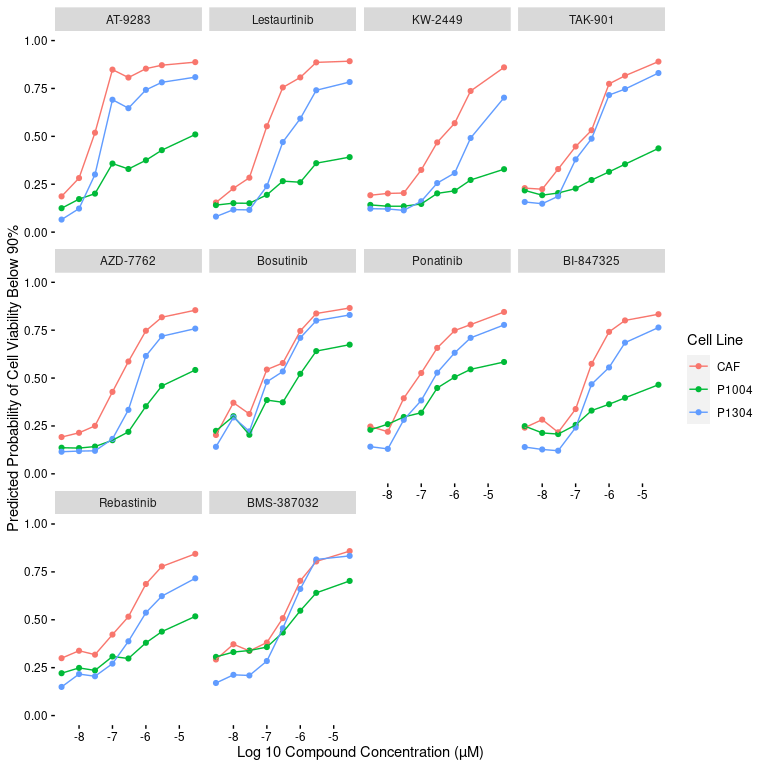 AT-9283 Lestaurtinib KW-2449 TAK-901
1.00
0.75
0.50
0.25
0.00
AZD-7762 Bosutinib Ponatinib BI-847325
1.00
0.75
0.50
0.25
0.00
-8 -7 -6 -5 -8 -7 -6 -5
Rebastinib BMS-387032
1.00
0.75
0.50
0.25
0.00
-8 -7 -6 -5 -8 -7 -6 -5
Log 10 Compound Concentration (μM)
Predicted Probability of Cell Viability Below 90%
Cell Line
CAF
P1004
P1304